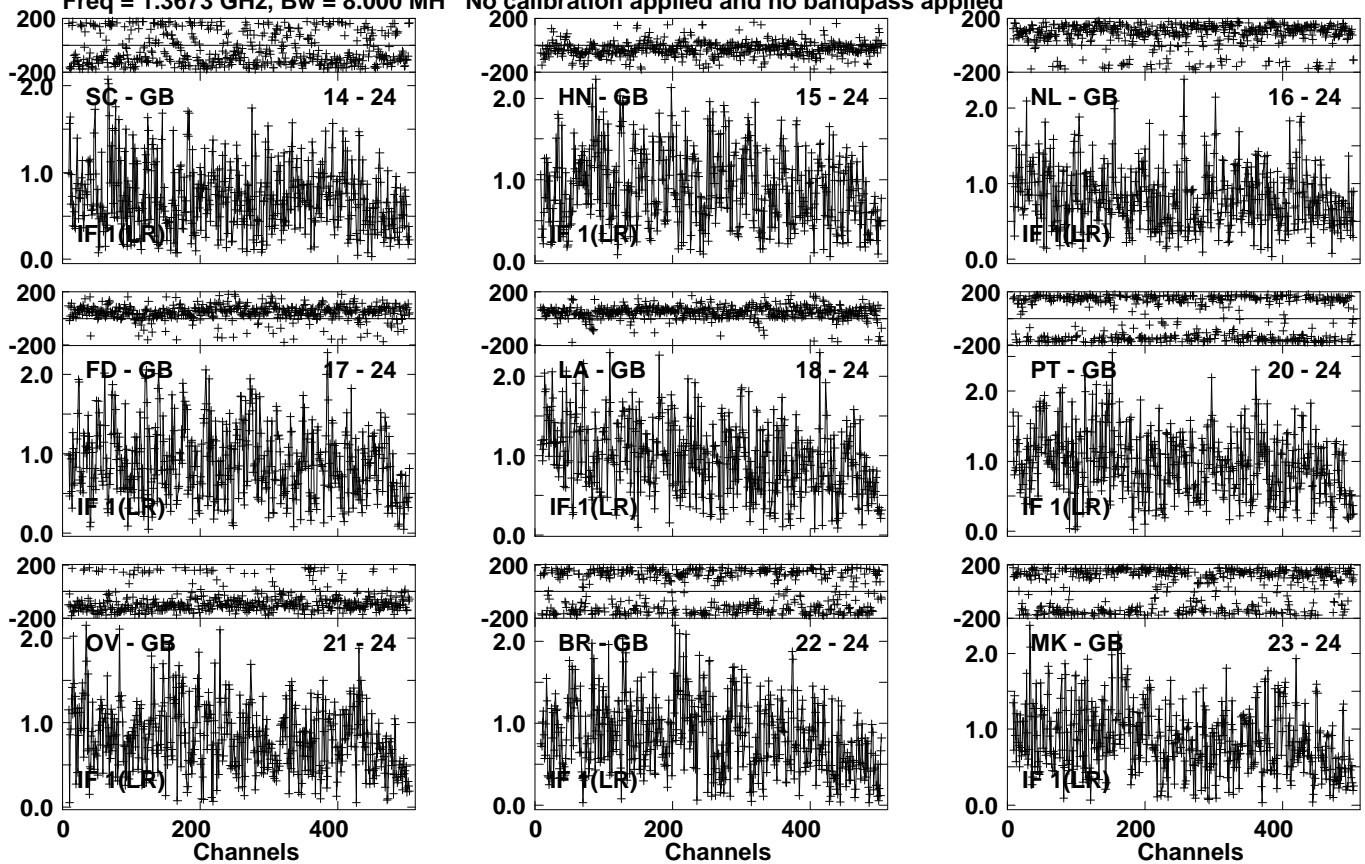 Freq = 1.3673 GHz, Bw = 8.000 MH No calibration applied and no bandpass applied
200
-200
2.0
1.0
0.0
SC - GB 14 - 24
IF 1(LR)
2.0
1.0
0.0
HN - GB 15 - 24
IF 1(LR)
200
-200
2.0
1.0
0.0
NL - GB 16 - 24
IF 1(LR)
200
-200
2.0
1.0
0.0
FD - GB 17 - 24
IF 1(LR)
2.0
1.0
0.0
LA - GB 18 - 24
IF 1(LR)
200
-200
2.0
1.0
0.0
PT - GB 20 - 24
IF 1(LR)
200
-200
2.0
1.0
0.0
OV - GB 21 - 24
IF 1(LR)
0 200 400
Channels
200
-200
2.0
1.0
0.0
BR - GB 22 - 24
IF 1(LR)
0 200 400
Channels
200
-200
2.0
1.0
0.0
MK - GB 23 - 24
IF 1(LR)
0 200 400
Channels